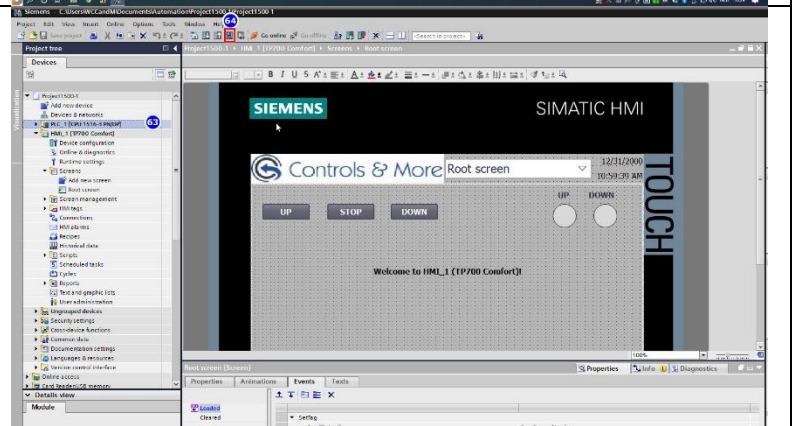 Siemens - C:\Users\WCCandM\Documents\Automation\Project1500-1\Project1500-1
Project Edit View Insert Online Options Tools Window Help
64
Save project
Go online Go offline
<Search in project>
Project tree
Project1500-1 HMI_1 [TP700 Comfort] Screens Root screen
Devices
B I U S
Visualization
Project1500-1
Add new device
Devices & networks
PLC_1 [CPU 1516-3 PN/DP]
63
HMI_1 [TP700 Comfort]
Device configuration
Online & diagnostics
Runtime settings
Screens
Add new screen
Root screen
Screen management
HMI tags
Connections
HMI alarms
Recipes
Historical data
Scripts
Scheduled tasks
Cycles
Reports
Text and graphic lists
User administration
Ungrouped devices
Security settings
Cross-device functions
Common data
Documentation settings
Languages & resources
Version control interface
Online access
Card Reader/USB memory
Details view
Module
SIEMENS
SIMATIC HMI
TOUCH
Controls & More
Root screen
12/31/2000
10:59:39 AM
UP
STOP
DOWN
UP
DOWN
Welcome to HMI_1 (TP700 Comfort)!
100%
Root screen [Screen]
Properties
Info
Diagnostics
Properties
Animations
Events
Texts
Loaded
Cleared
SetTag